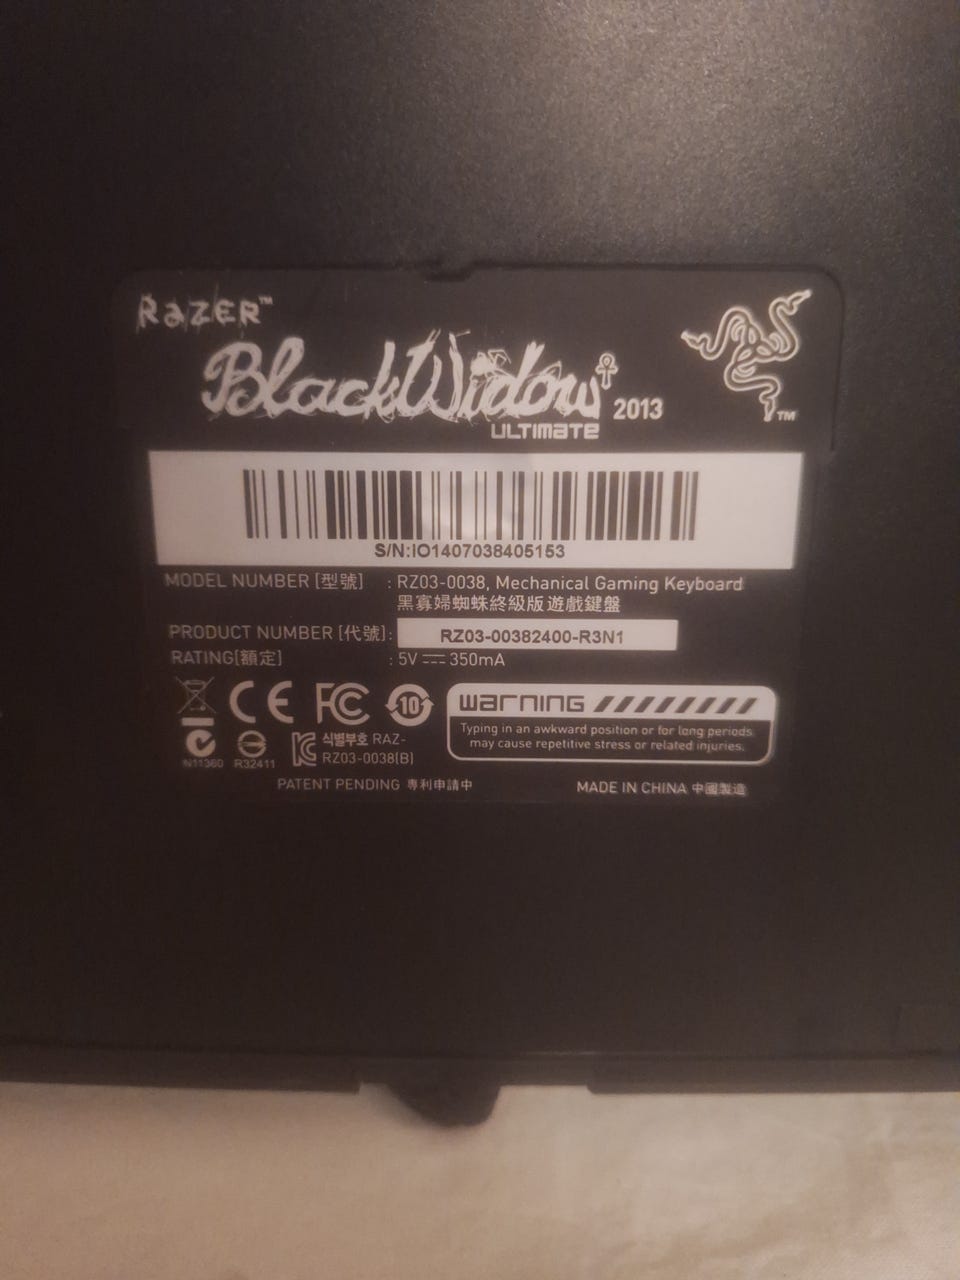 RAZER™
BlackWidow 2013
ULTIMATE
TM
S/N:IO1407038405153
MODEL NUMBER [型號] : RZ03-0038, Mechanical Gaming Keyboard
黑寡婦蜘蛛終級版遊戲鍵盤
PRODUCT NUMBER [代號]: RZ03-00382400-R3N1
RATING[額定] : 5V 350mA
CE FC 10
warning
Typing in an awkward position or for long periods
may cause repetitive stress or related injuries.
식별부호 RAZ-
RZ03-0038(B)
N11360 R32411
PATENT PENDING 專利申請中
MADE IN CHINA 中國製造